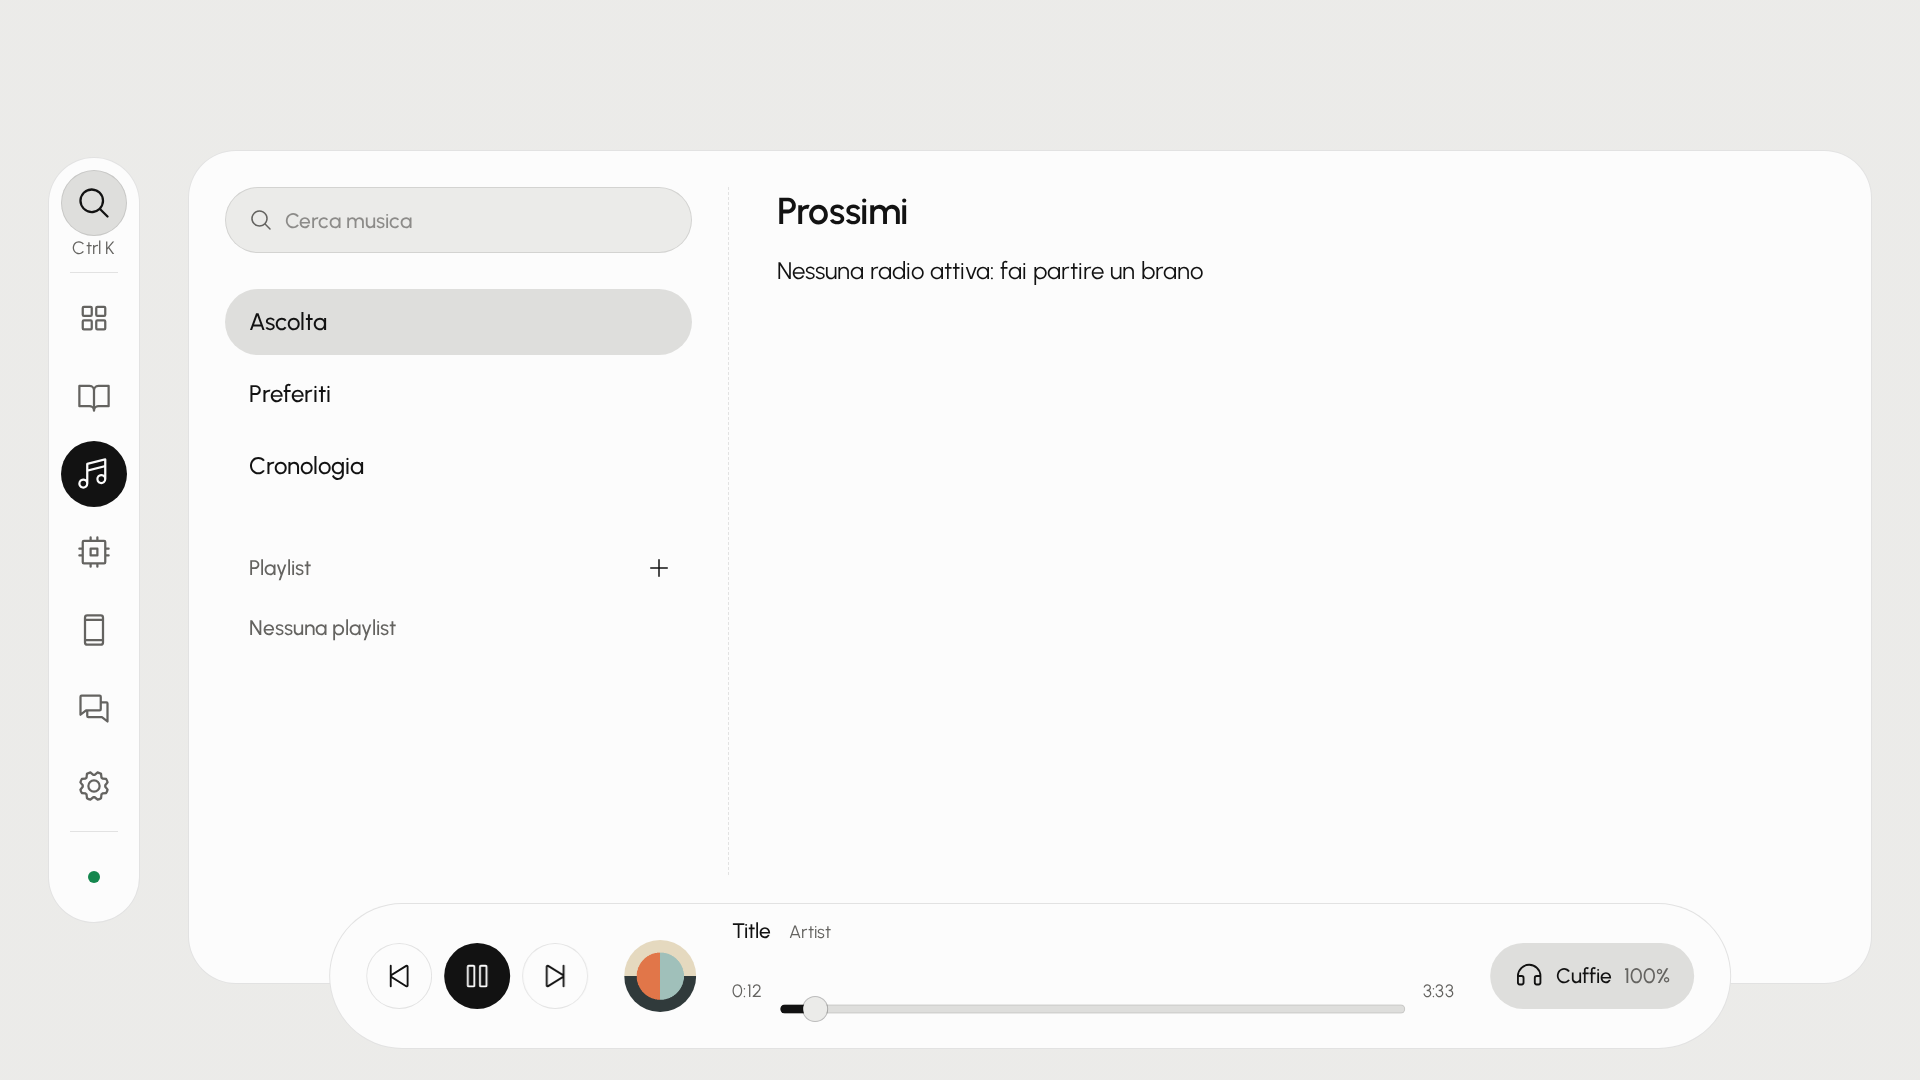 Ctrl K
Cerca musica
Ascolta
Preferiti
Cronologia
Playlist
Nessuna playlist
Prossimi
Nessuna radio attiva: fai partire un brano
Title Artist
0:12
3:33
Cuffie 100%